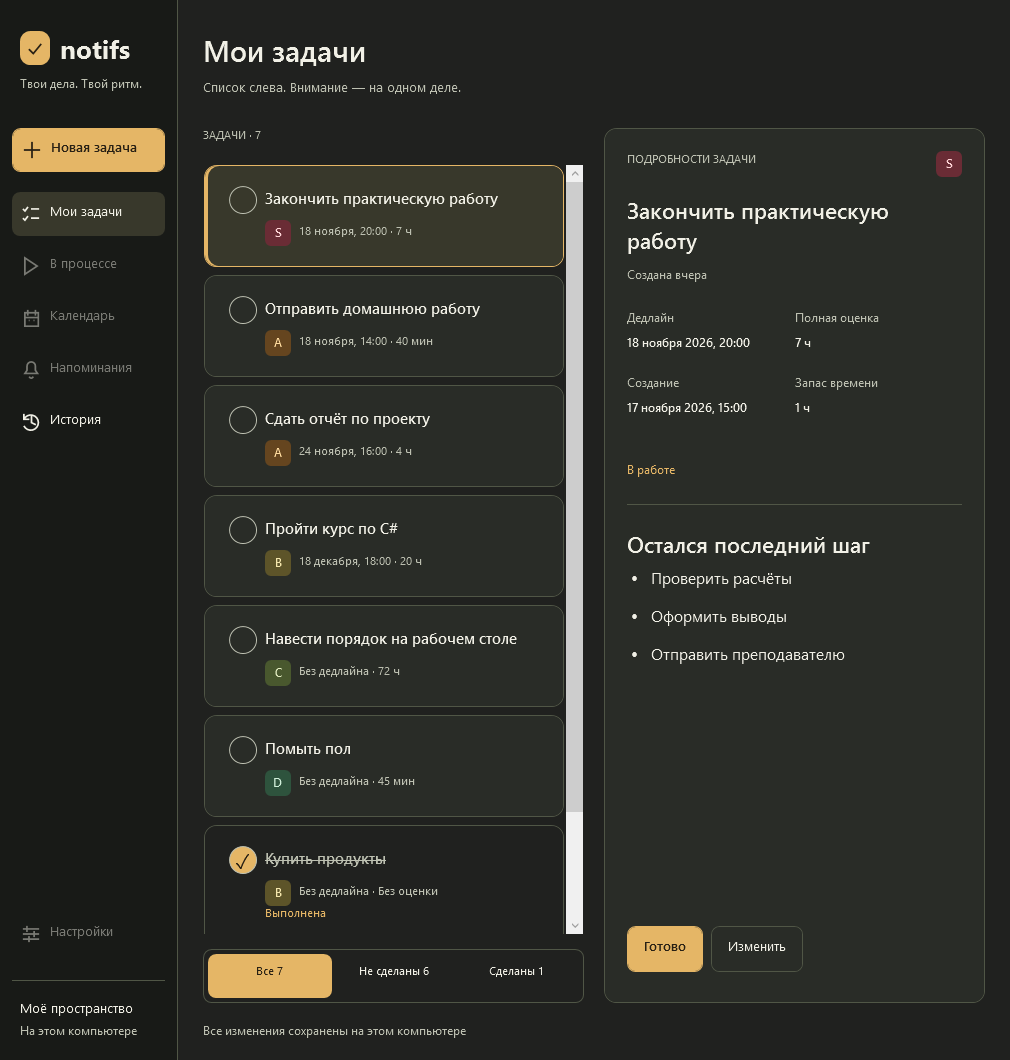 notifs
Твои дела. Твой ритм.
Новая задача
Мои задачи
В процессе
Календарь
Напоминания
История
Настройки
Моё пространство
На этом компьютере
Мои задачи
Список слева. Внимание — на одном деле.
ЗАДАЧИ · 7
Закончить практическую работу
S 18 ноября, 20:00 · 7 ч
Отправить домашнюю работу
A 18 ноября, 14:00 · 40 мин
Сдать отчёт по проекту
A 24 ноября, 16:00 · 4 ч
Пройти курс по C#
B 18 декабря, 18:00 · 20 ч
Навести порядок на рабочем столе
C Без дедлайна · 72 ч
Помыть пол
D Без дедлайна · 45 мин
Купить продукты
B Без дедлайна · Без оценки
Выполнена
Все 7 Не сделаны 6 Сделаны 1
Все изменения сохранены на этом компьютере
ПОДРОБНОСТИ ЗАДАЧИ S
Закончить практическую
работу
Создана вчера
Дедлайн Полная оценка
18 ноября 2026, 20:00 7 ч
Создание Запас времени
17 ноября 2026, 15:00 1 ч
В работе
Остался последний шаг
• Проверить расчёты
• Оформить выводы
• Отправить преподавателю
Готово Изменить